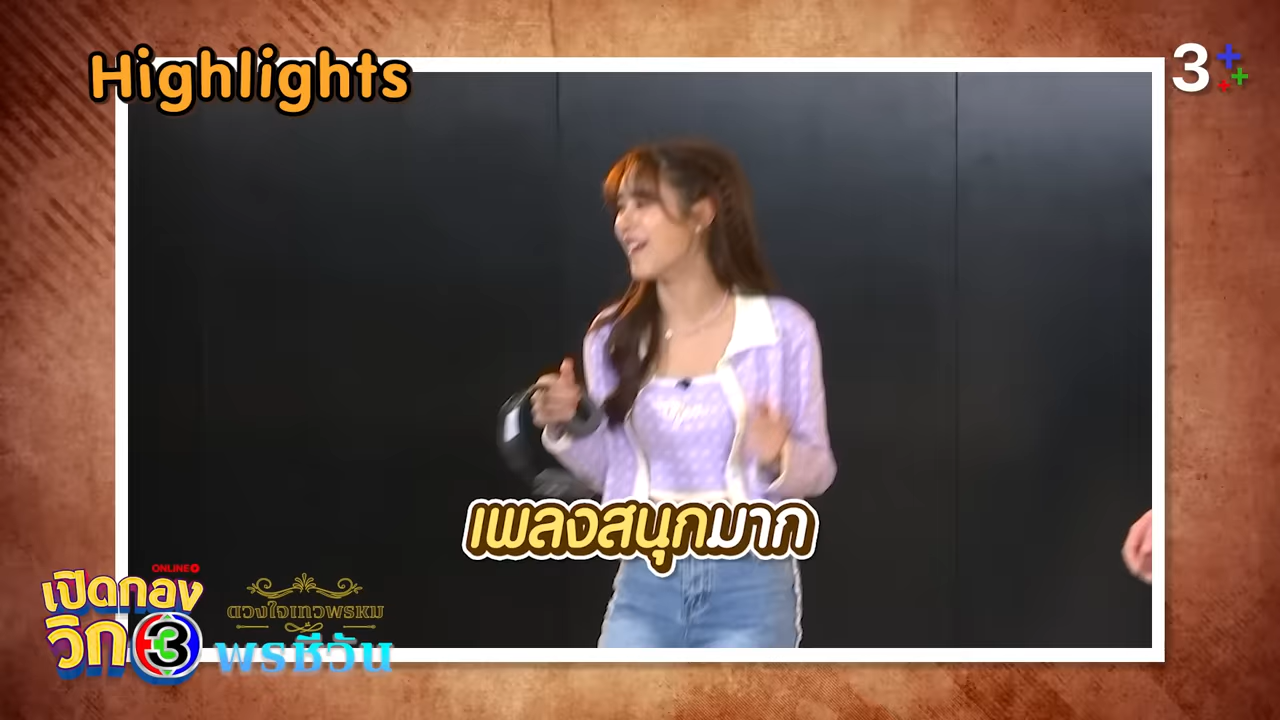 Highlights
3
เพลงสนุกมาก
ONLINE
เปิดกอง
วิก 3
ดวงใจเทวพรหม
พรชีวัน